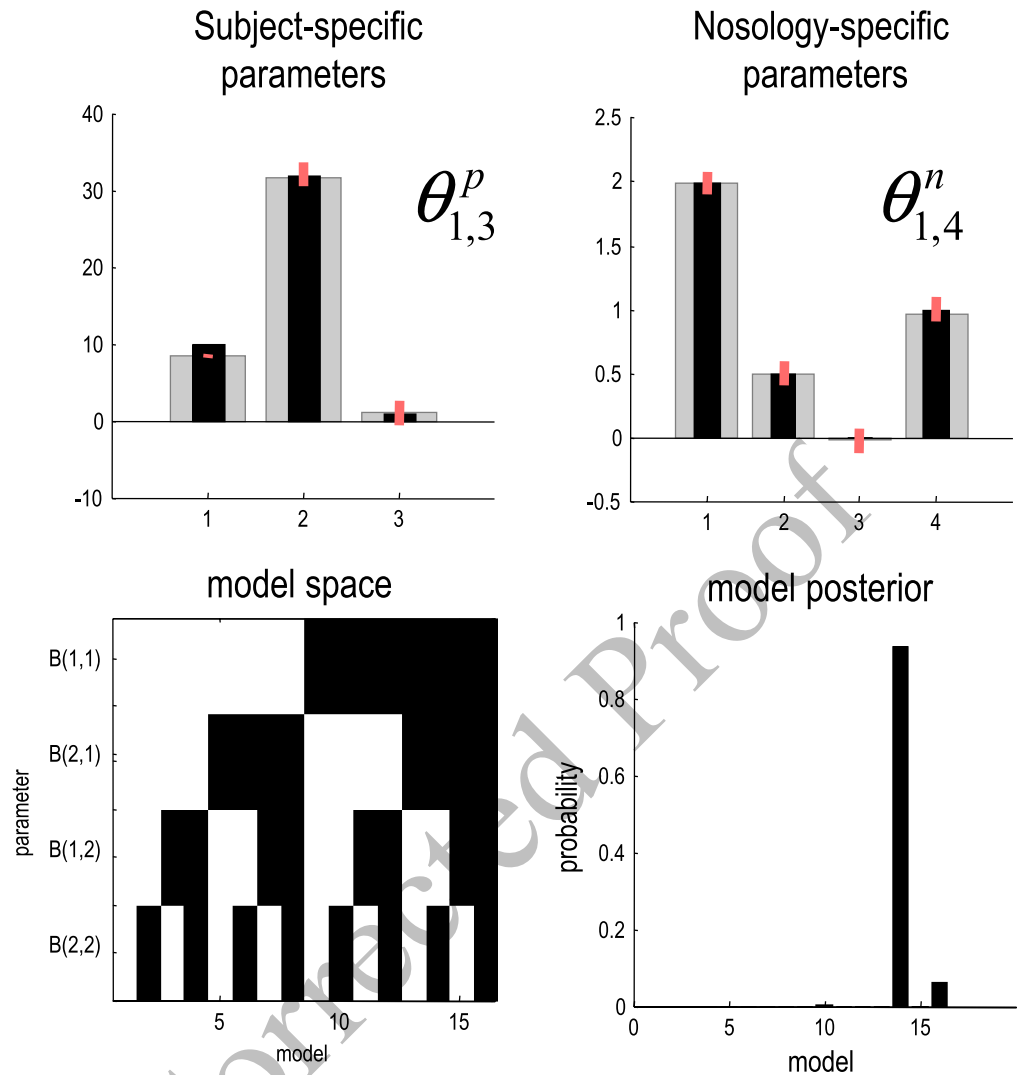 Subject-specific
parameters
40
30
20
10
0
-10
1 2 3
θ^p_{1,3}
Nosology-specific
parameters
2.5
2
1.5
1
0.5
0
-0.5
1 2 3 4
θ^n_{1,4}
model space
parameter
B(1,1)
B(2,1)
B(1,2)
B(2,2)
5 10 15
model
model posterior
probability
1
0.8
0.6
0.4
0.2
0
0 5 10 15
model
orrected Proof